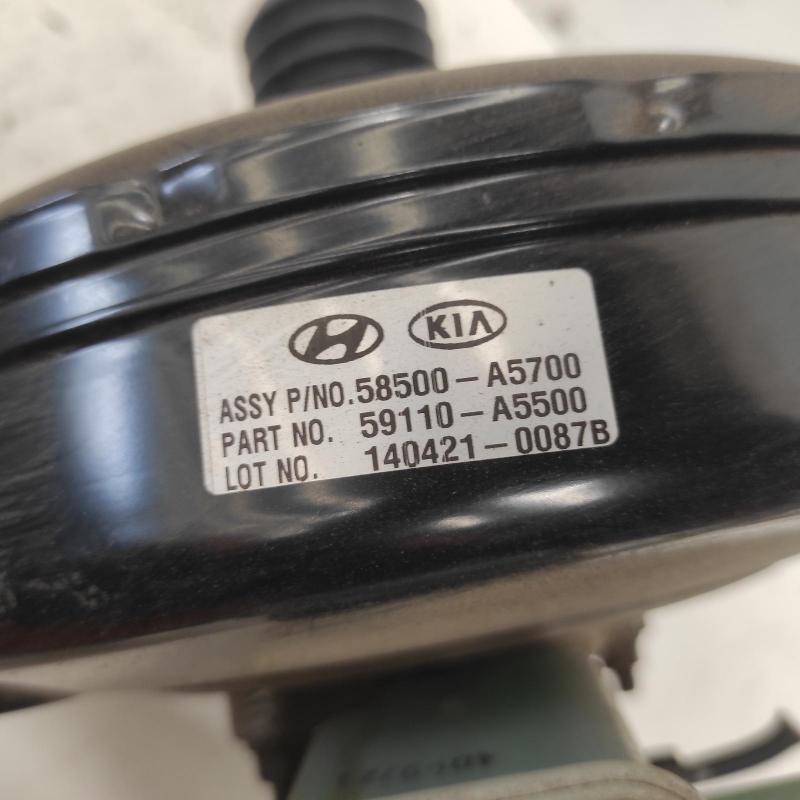 KIA
ASSY P/NO. 58500-A5700
PART NO. 59110-A5500
LOT NO. 140421-0087B